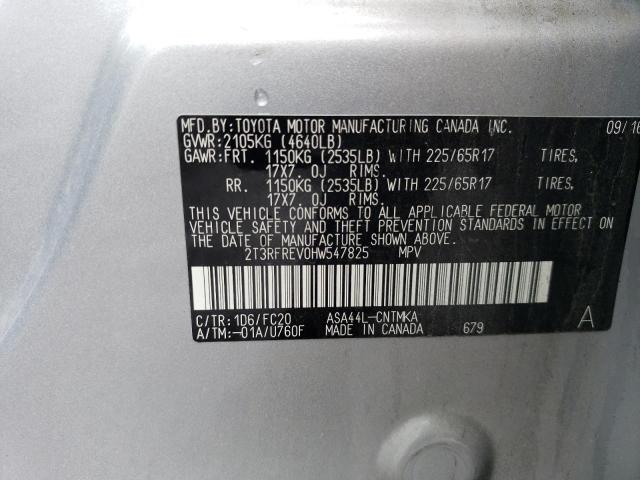 MFD.BY:TOYOTA MOTOR MANUFACTURING CANADA INC. 09/16
GVWR:2105KG (4640LB)
GAWR:FRT. 1150KG (2535LB) WITH 225/65R17 TIRES,
17X7.0J RIMS.
RR. 1150KG (2535LB) WITH 225/65R17 TIRES,
17X7.0J RIMS.
THIS VEHICLE CONFORMS TO ALL APPLICABLE FEDERAL MOTOR
VEHICLE SAFETY AND THEFT PREVENTION STANDARDS IN EFFECT ON
THE DATE OF MANUFACTURE SHOWN ABOVE.
2T3RFREV0HW547825 MPV
C/TR:1D6/FC20 ASA44L-CNTMKA A
A/TM:-01A/U760F MADE IN CANADA 679